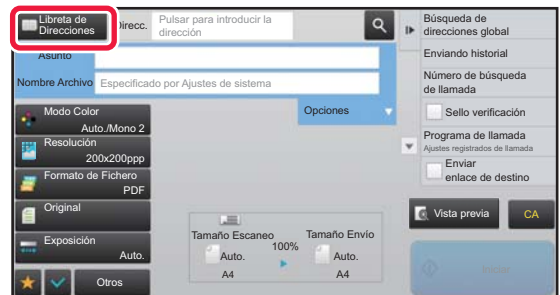 Libreta de
Direcciones
Direcc.
Pulsar para introducir la
dirección
Asunto
Nombre Archivo
Especificado por Ajustes de sistema
Opciones
Modo Color
Auto./Mono 2
Resolución
200x200ppp
Formato de Fichero
PDF
Original
Exposición
Auto.
Otros
Tamaño Escaneo
100%
Tamaño Envio
Auto.
A4
Auto.
A4
Búsqueda de
direcciones global
Enviando historial
Número de búsqueda
de llamada
Sello verificación
Programa de llamada
Ajustes registrados de llamada
Enviar
enlace de destino
Vista previa
CA